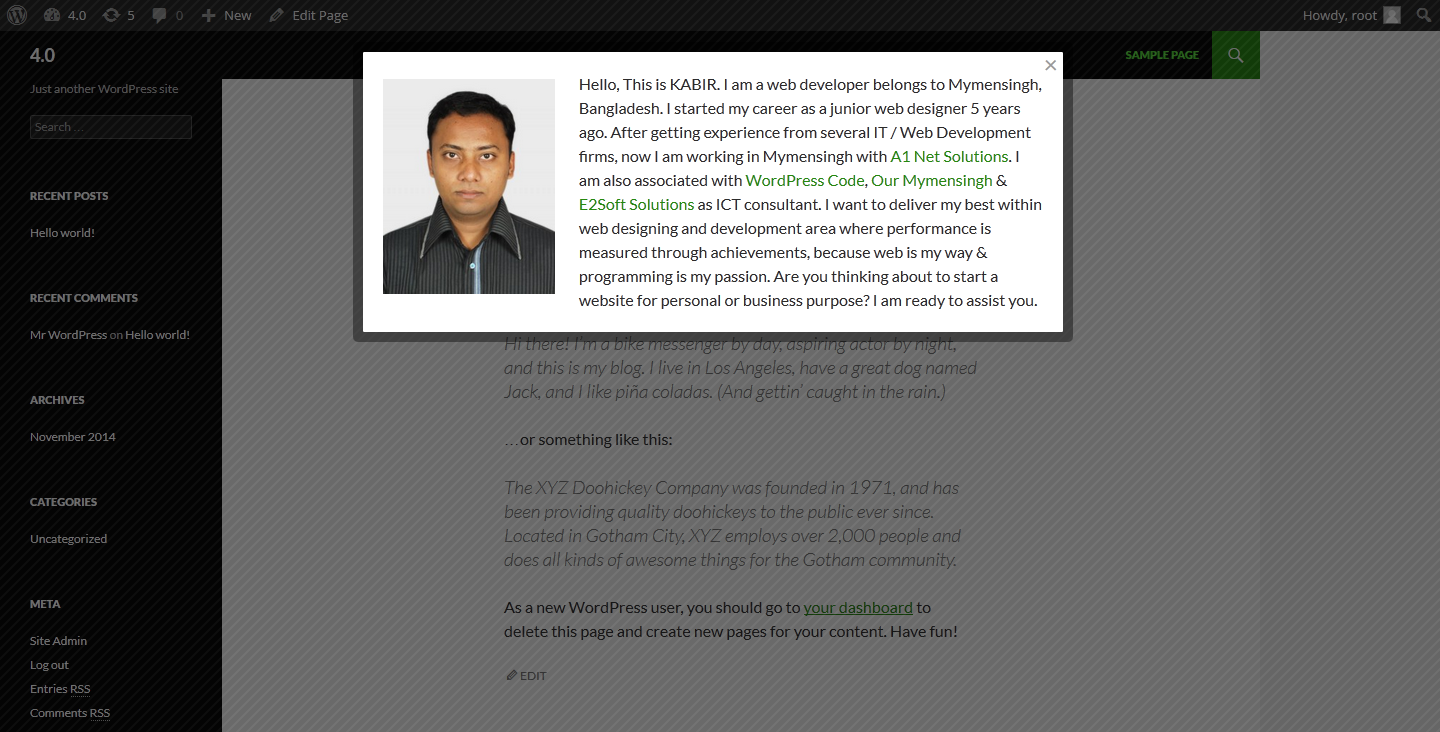 4.0
5
0
New
Edit Page
Howdy, root
4.0
SAMPLE PAGE
Just another WordPress site
Search ...
RECENT POSTS
Hello world!
RECENT COMMENTS
Mr WordPress on Hello world!
ARCHIVES
November 2014
CATEGORIES
Uncategorized
META
Site Admin
Log out
Entries RSS
Comments RSS
×
Hello, This is KABIR. I am a web developer belongs to Mymensingh,
Bangladesh. I started my career as a junior web designer 5 years
ago. After getting experience from several IT / Web Development
firms, now I am working in Mymensingh with A1 Net Solutions. I
am also associated with WordPress Code, Our Mymensingh &
E2Soft Solutions as ICT consultant. I want to deliver my best within
web designing and development area where performance is
measured through achievements, because web is my way &
programming is my passion. Are you thinking about to start a
website for personal or business purpose? I am ready to assist you.
Hi there! I'm a bike messenger by day, aspiring actor by night,
and this is my blog. I live in Los Angeles, have a great dog named
Jack, and I like piña coladas. (And gettin' caught in the rain.)
…or something like this:
The XYZ Doohickey Company was founded in 1971, and has
been providing quality doohickeys to the public ever since.
Located in Gotham City, XYZ employs over 2,000 people and
does all kinds of awesome things for the Gotham community.
As a new WordPress user, you should go to your dashboard to
delete this page and create new pages for your content. Have fun!
EDIT